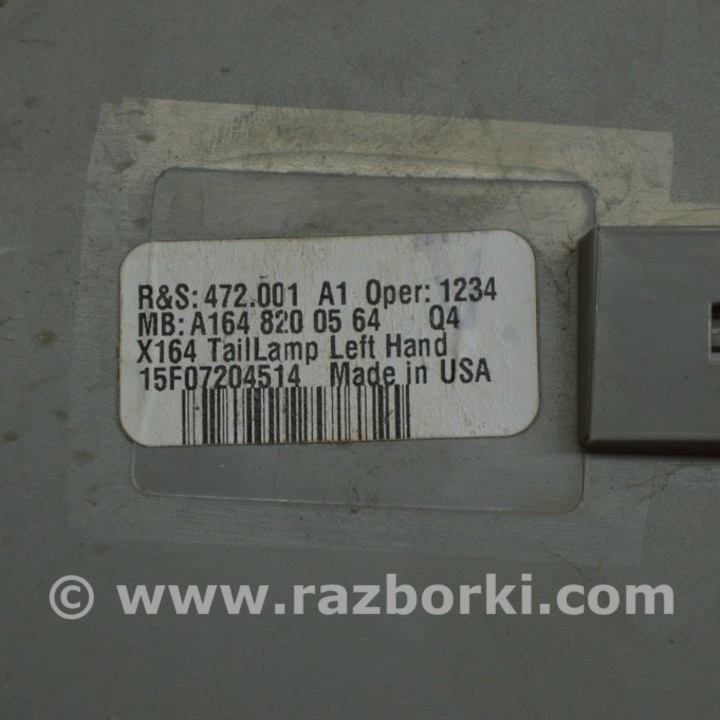 R&S: 472.001 A1 Oper: 1234
MB: A164 820 05 64 Q4
X164 TailLamp Left Hand
15F07204514 Made in USA
© www.razborki.com